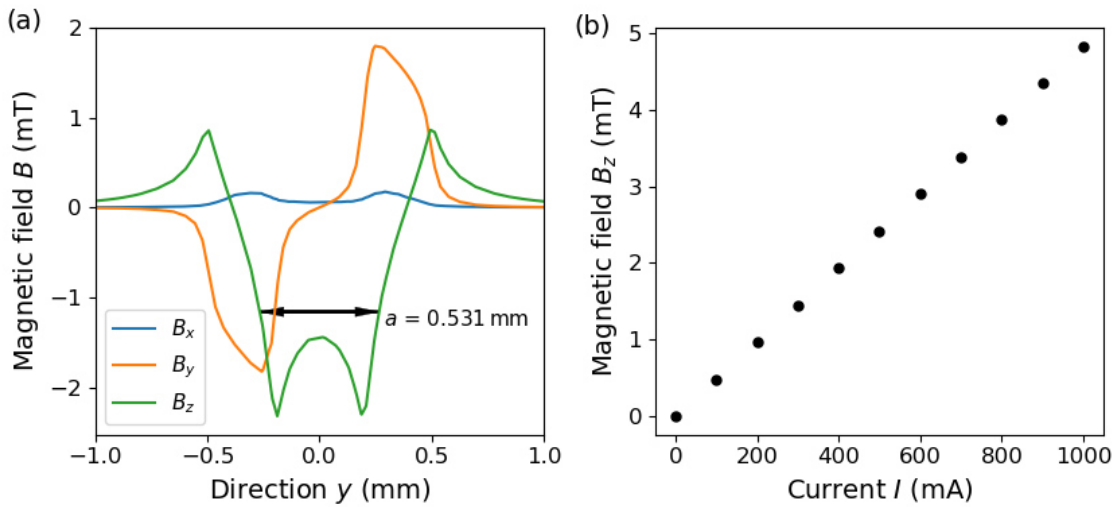 (a)
Magnetic field B (mT)
2
1
0
−1
−2
a = 0.531 mm
Bx
By
Bz
−1.0 −0.5 0.0 0.5 1.0
Direction y (mm)
(b)
Magnetic field Bz (mT)
5
4
3
2
1
0
0 200 400 600 800 1000
Current I (mA)